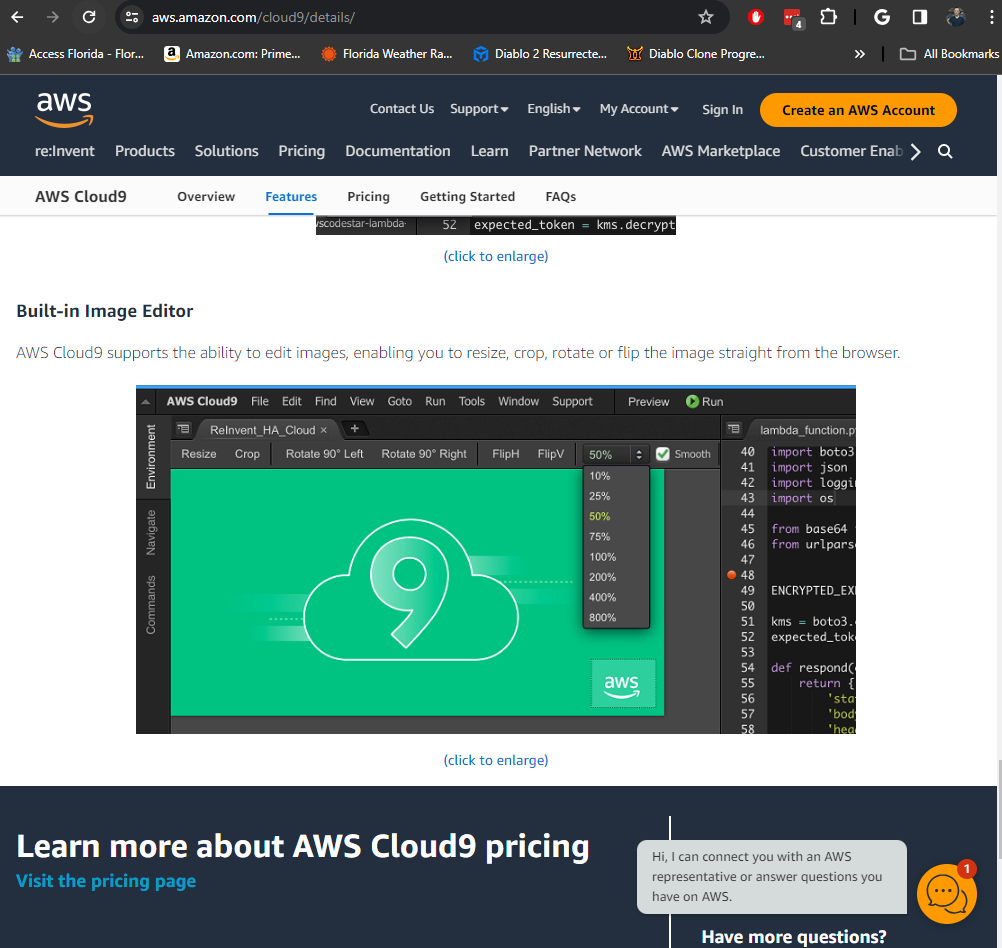 aws.amazon.com/cloud9/details/
4
G
Access Florida - Flor...
a
Amazon.com: Prime...
Florida Weather Ra...
Diablo 2 Resurrecte...
Diablo Clone Progre...
»
All Bookmarks
aws
Contact Us
Support
English
My Account
Sign In
Create an AWS Account
re:Invent
Products
Solutions
Pricing
Documentation
Learn
Partner Network
AWS Marketplace
Customer Enab
AWS Cloud9
Overview
Features
Pricing
Getting Started
FAQs
vscodestar-lambda-
52 expected_token = kms.decrypt
(click to enlarge)
Built-in Image Editor
AWS Cloud9 supports the ability to edit images, enabling you to resize, crop, rotate or flip the image straight from the browser.
AWS Cloud9 File Edit Find View Goto Run Tools Window Support Preview Run
Environment
Navigate
Commands
ReInvent_HA_Cloud × +
Resize Crop Rotate 90° Left Rotate 90° Right FlipH FlipV 50% Smooth
10%
25%
50%
75%
100%
200%
400%
800%
9
aws
lambda_function.py
40 import boto3
41 import json
42 import loggin
43 import os
44
45 from base64
46 from urlparse
47
48
49 ENCRYPTED_EX
50
51 kms = boto3.
52 expected_toke
53
54 def respond(
55 return {
56 'sta
57 'body
58 'hea
(click to enlarge)
Learn more about AWS Cloud9 pricing
Visit the pricing page
Hi, I can connect you with an AWS
representative or answer questions you
have on AWS.
1
Have more questions?